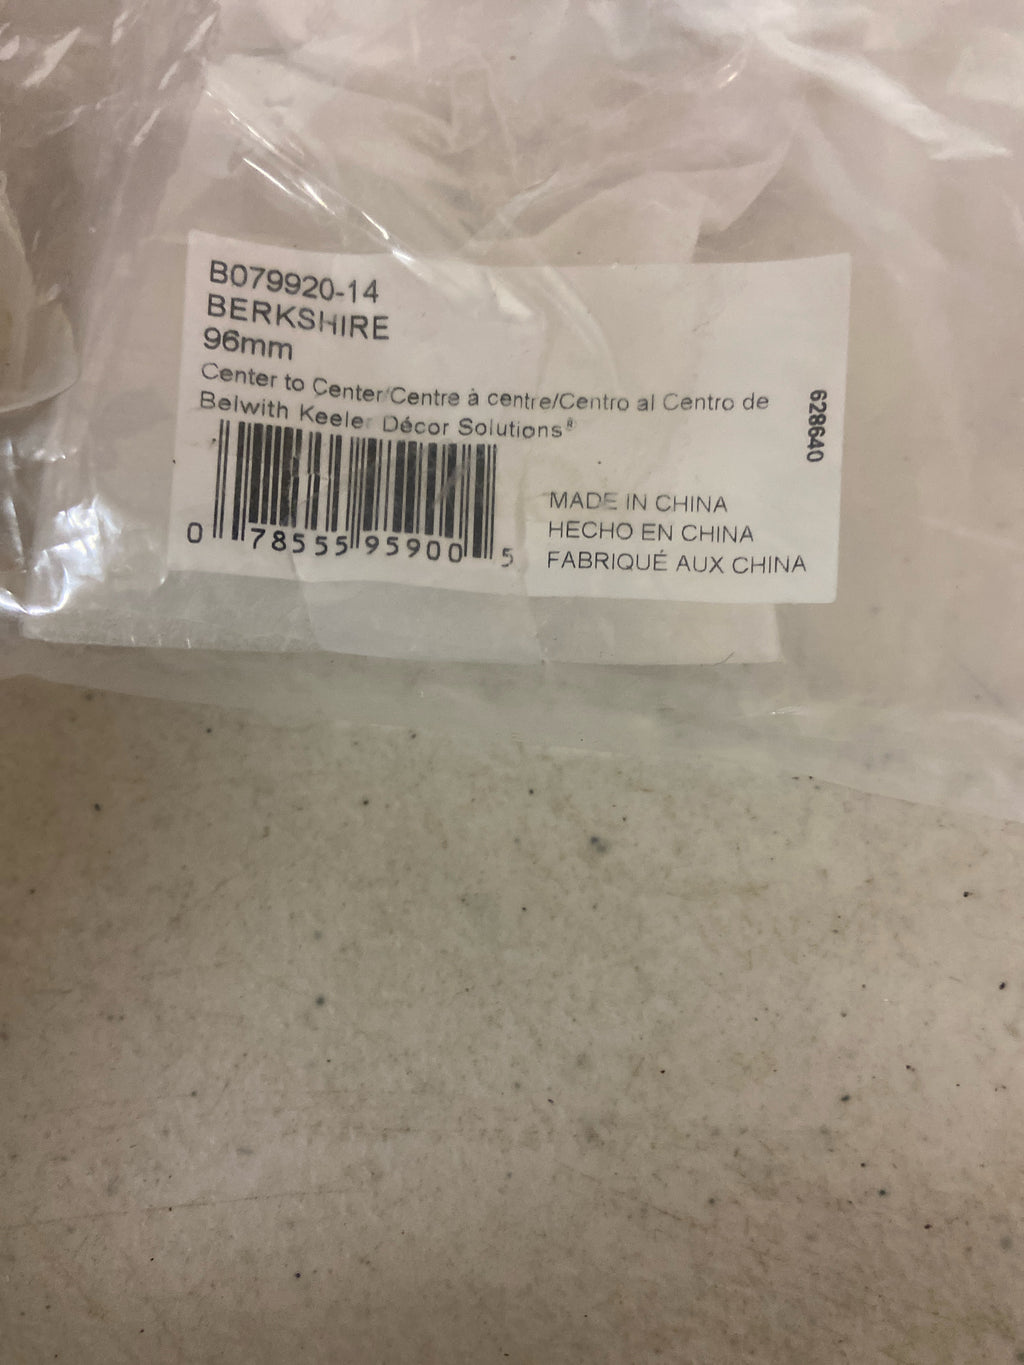 B079920-14
BERKSHIRE
96mm
Center to Center/Centre à centre/Centro al Centro de
Belwith Keeler Décor Solutions®
628640
0 78555 95900 5
MADE IN CHINA
HECHO EN CHINA
FABRIQUÉ AUX CHINA